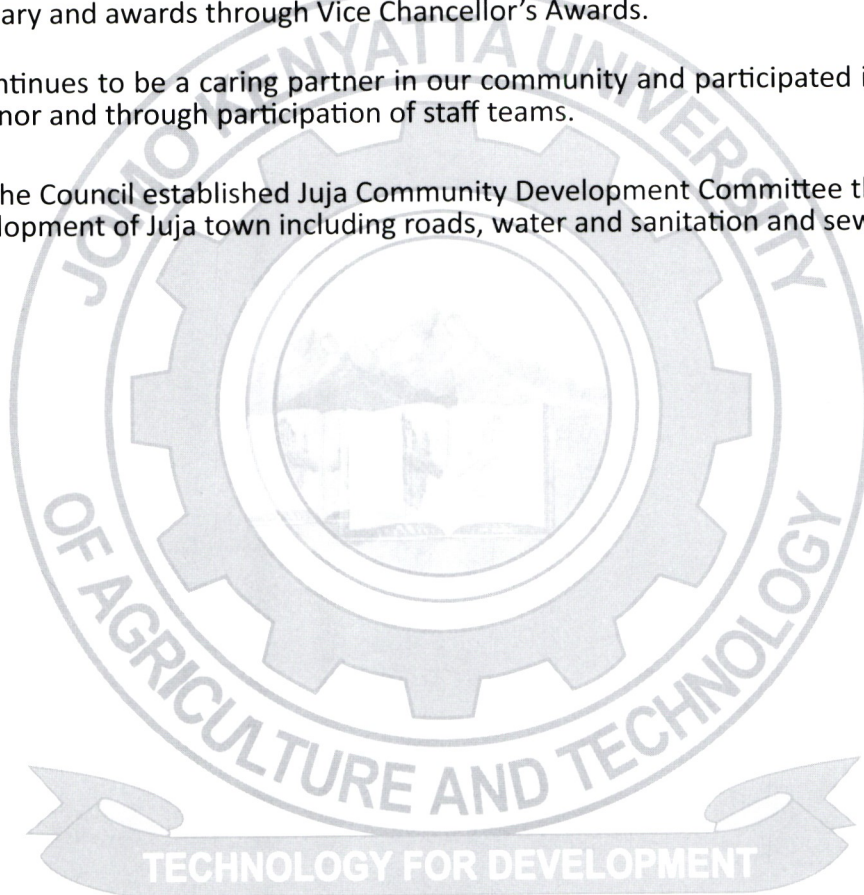 ary and awards through Vice Chancellor's Awards.
ntinues to be a caring partner in our community and participated i
nor and through participation of staff teams.
he Council established Juja Community Development Committee t
lopment of Juja town including roads, water and sanitation and sev
JOMO KENYATTA UNIVERSITY
OF AGRICULTURE AND TECHNOLOGY
TECHNOLOGY FOR DEVELOPMENT